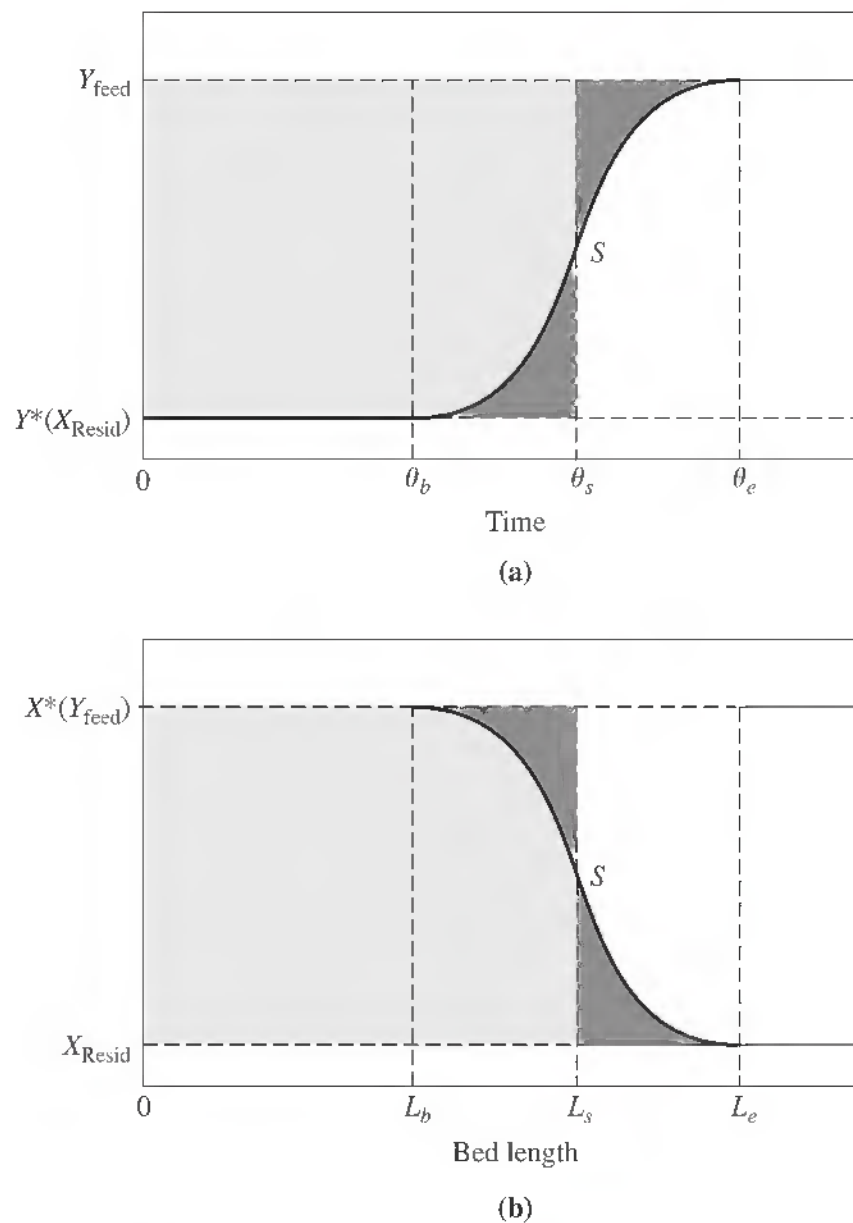 Y_feed
S
Y*(X_Resid)
0 θ_b θ_s θ_e
Time
(a)
X*(Y_feed)
S
X_Resid
0 L_b L_s L_e
Bed length
(b)